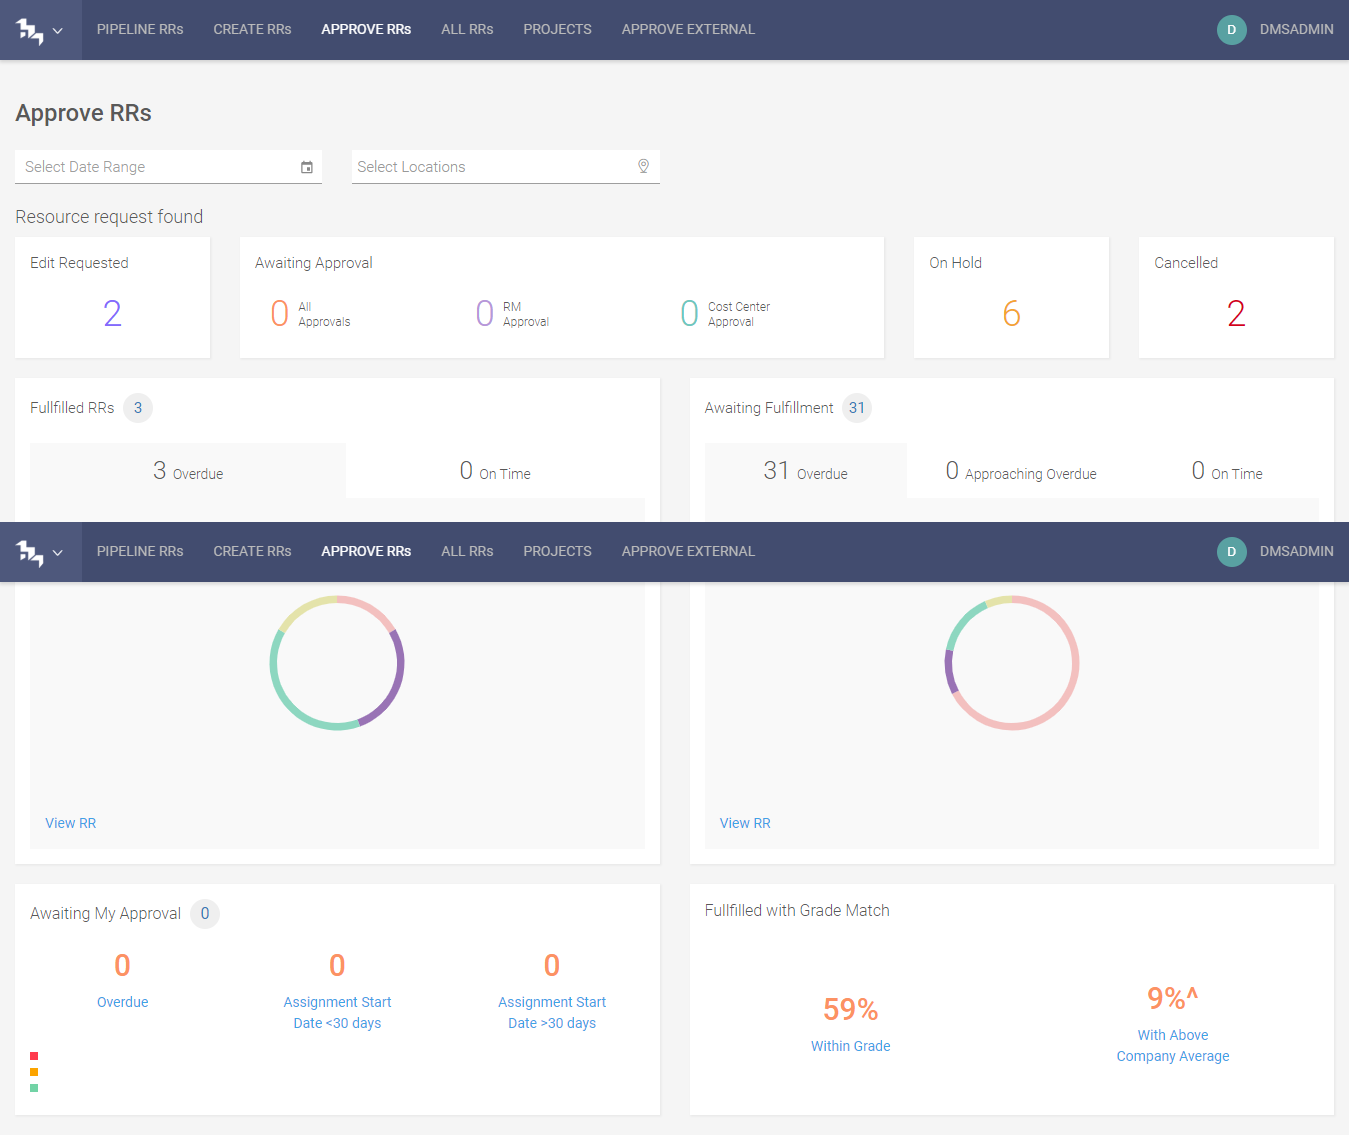 PIPELINE RRs CREATE RRs APPROVE RRs ALL RRs PROJECTS APPROVE EXTERNAL D DMSADMIN
Approve RRs
Select Date Range Select Locations
Resource request found
Edit Requested
2
Awaiting Approval
0 All Approvals
0 RM Approval
0 Cost Center Approval
On Hold
6
Cancelled
2
Fullfilled RRs 3
3 Overdue 0 On Time
Awaiting Fulfillment 31
31 Overdue 0 Approaching Overdue 0 On Time
PIPELINE RRs CREATE RRs APPROVE RRs ALL RRs PROJECTS APPROVE EXTERNAL D DMSADMIN
View RR
View RR
Awaiting My Approval 0
0
Overdue
0
Assignment Start
Date <30 days
0
Assignment Start
Date >30 days
Fullfilled with Grade Match
59%
Within Grade
9%^
With Above
Company Average